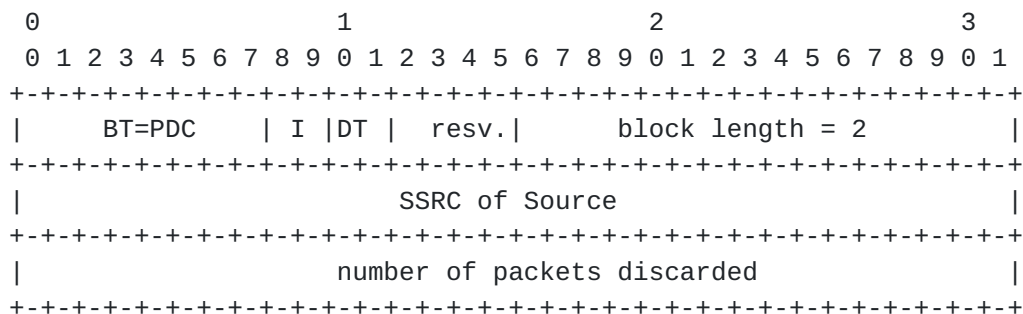 0                   1                   2                   3
 0 1 2 3 4 5 6 7 8 9 0 1 2 3 4 5 6 7 8 9 0 1 2 3 4 5 6 7 8 9 0 1
+-+-+-+-+-+-+-+-+-+-+-+-+-+-+-+-+-+-+-+-+-+-+-+-+-+-+-+-+-+-+-+-+
|     BT=PDC    | I |DT |  resv.|      block length = 2         |
+-+-+-+-+-+-+-+-+-+-+-+-+-+-+-+-+-+-+-+-+-+-+-+-+-+-+-+-+-+-+-+-+
|                        SSRC of Source                         |
+-+-+-+-+-+-+-+-+-+-+-+-+-+-+-+-+-+-+-+-+-+-+-+-+-+-+-+-+-+-+-+-+
|                    number of packets discarded                |
+-+-+-+-+-+-+-+-+-+-+-+-+-+-+-+-+-+-+-+-+-+-+-+-+-+-+-+-+-+-+-+-+